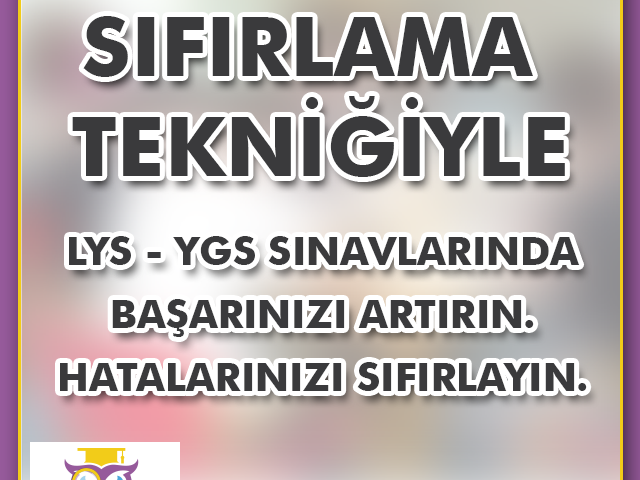 SIFIRLAMA
TEKNİĞİYLE
LYS - YGS SINAVLARINDA
BAŞARINIZI ARTIRIN.
HATALARINIZI SIFIRLAYIN.